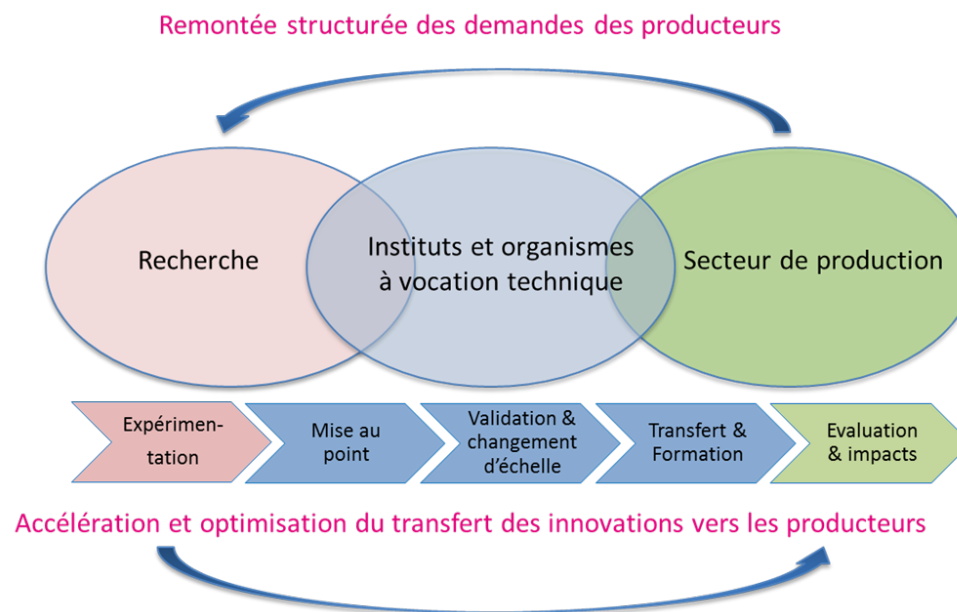 Remontée structurée des demandes des producteurs
Recherche
Instituts et organismes
à vocation technique
Secteur de production
Expérimen-
tation
Mise au
point
Validation &
changement
d'échelle
Transfert &
Formation
Evaluation
& impacts
Accélération et optimisation du transfert des innovations vers les producteurs